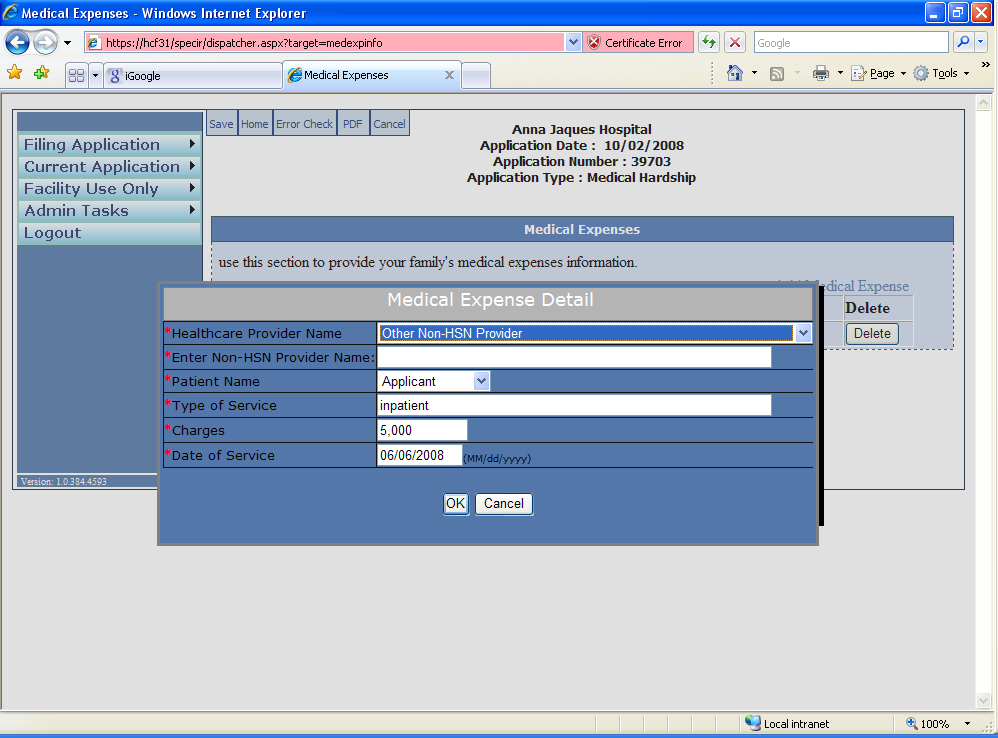 Medical Expenses - Windows Internet Explorer
https://hcf31/specir/dispatcher.aspx?target=medexpinfo
Certificate Error
Google
iGoogle
Medical Expenses
Page
Tools
Save Home Error Check PDF Cancel
Filing Application
Current Application
Facility Use Only
Admin Tasks
Logout
Anna Jaques Hospital
Application Date : 10/02/2008
Application Number : 39703
Application Type : Medical Hardship
Medical Expenses
use this section to provide your family's medical expenses information.
Expense
Delete
Delete
Medical Expense Detail
*Healthcare Provider Name Other Non-HSN Provider
*Enter Non-HSN Provider Name:
*Patient Name Applicant
*Type of Service inpatient
*Charges 5,000
*Date of Service 06/06/2008 (MM/dd/yyyy)
OK Cancel
Version: 1.0.384.4593
Local intranet
100%